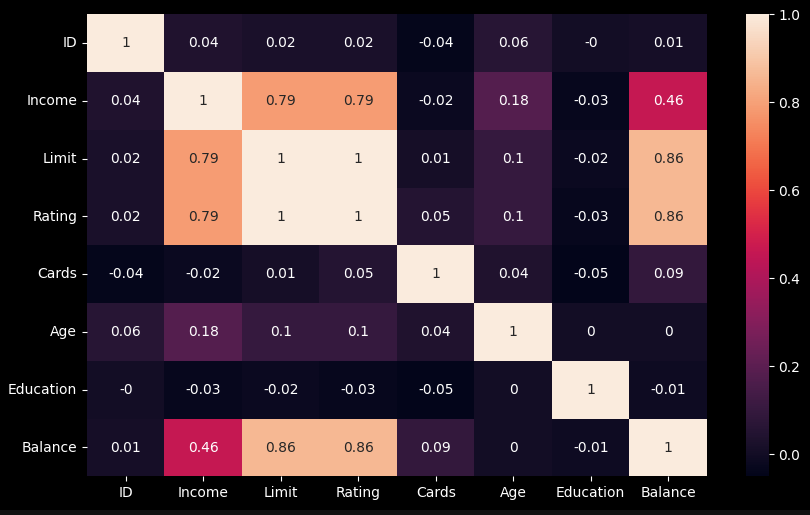 ID 1 0.04 0.02 0.02 -0.04 0.06 -0 0.01
Income 0.04 1 0.79 0.79 -0.02 0.18 -0.03 0.46
Limit 0.02 0.79 1 1 0.01 0.1 -0.02 0.86
Rating 0.02 0.79 1 1 0.05 0.1 -0.03 0.86
Cards -0.04 -0.02 0.01 0.05 1 0.04 -0.05 0.09
Age 0.06 0.18 0.1 0.1 0.04 1 0 0
Education -0 -0.03 -0.02 -0.03 -0.05 0 1 -0.01
Balance 0.01 0.46 0.86 0.86 0.09 0 -0.01 1
ID Income Limit Rating Cards Age Education Balance
1.0
0.8
0.6
0.4
0.2
0.0